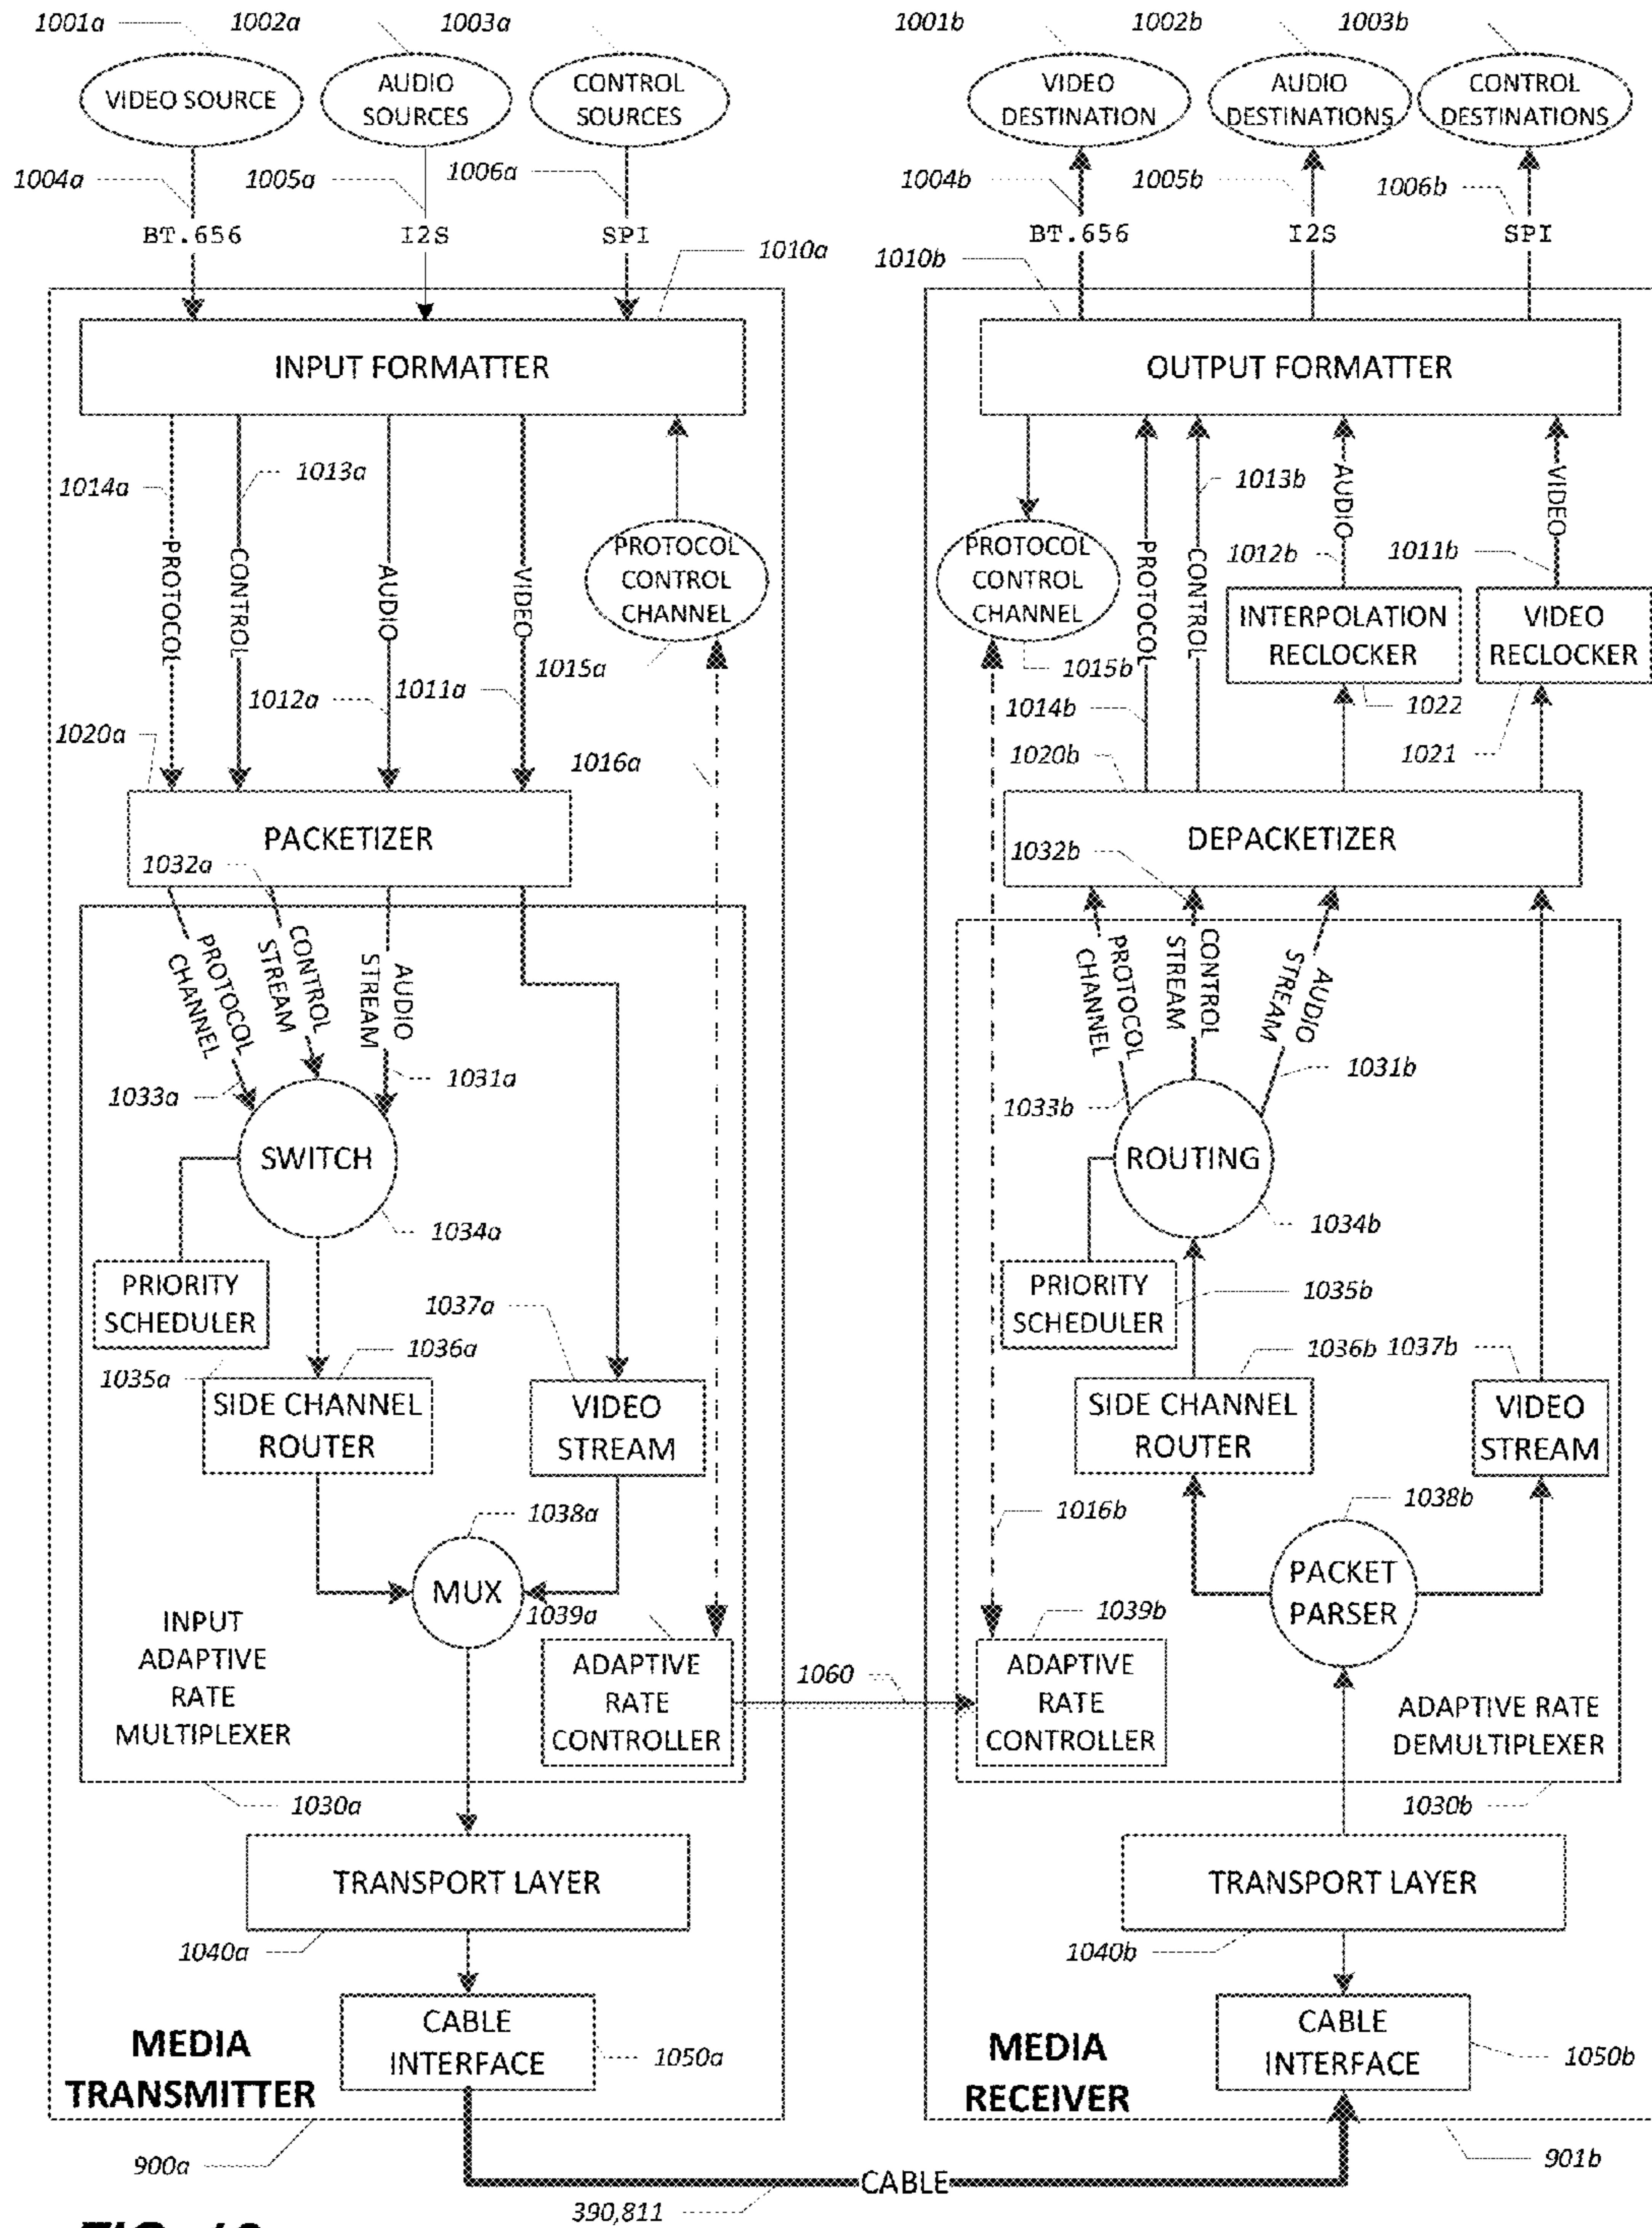 1001a
1002a
1003a
1001b
1002b
1003b
VIDEO SOURCE
AUDIO
SOURCES
CONTROL
SOURCES
VIDEO
DESTINATION
AUDIO
DESTINATIONS
CONTROL
DESTINATIONS
1004a
1005a
1006a
1004b
1005b
1006b
BT.656
I2S
SPI
BT.656
I2S
SPI
1010a
1010b
INPUT FORMATTER
OUTPUT FORMATTER
1014a
1013a
1013b
PROTOCOL
CONTROL
AUDIO
VIDEO
PROTOCOL
CONTROL
CHANNEL
PROTOCOL
CONTROL
CHANNEL
PROTOCOL
CONTROL
AUDIO
VIDEO
1012b
1011b
INTERPOLATION
RECLOCKER
VIDEO
RECLOCKER
1012a
1011a
1015a
1015b
1014b
1022
1021
1020a
1016a
1020b
PACKETIZER
DEPACKETIZER
1032a
1032b
PROTOCOL
CHANNEL
CONTROL
STREAM
AUDIO
STREAM
PROTOCOL
CHANNEL
CONTROL
STREAM
AUDIO
STREAM
1033a
1031a
1033b
1031b
SWITCH
ROUTING
1034a
1034b
PRIORITY
SCHEDULER
PRIORITY
SCHEDULER
1037a
1035b
1035a
1036a
1036b
1037b
SIDE CHANNEL
ROUTER
VIDEO
STREAM
SIDE CHANNEL
ROUTER
VIDEO
STREAM
1038a
1016b
1038b
MUX
PACKET
PARSER
1039a
1039b
INPUT
ADAPTIVE
RATE
MULTIPLEXER
ADAPTIVE
RATE
CONTROLLER
1060
ADAPTIVE
RATE
CONTROLLER
ADAPTIVE RATE
DEMULTIPLEXER
1030a
1030b
TRANSPORT LAYER
TRANSPORT LAYER
1040a
1040b
CABLE
INTERFACE
CABLE
INTERFACE
1050a
1050b
MEDIA
TRANSMITTER
MEDIA
RECEIVER
900a
901b
CABLE
390,811